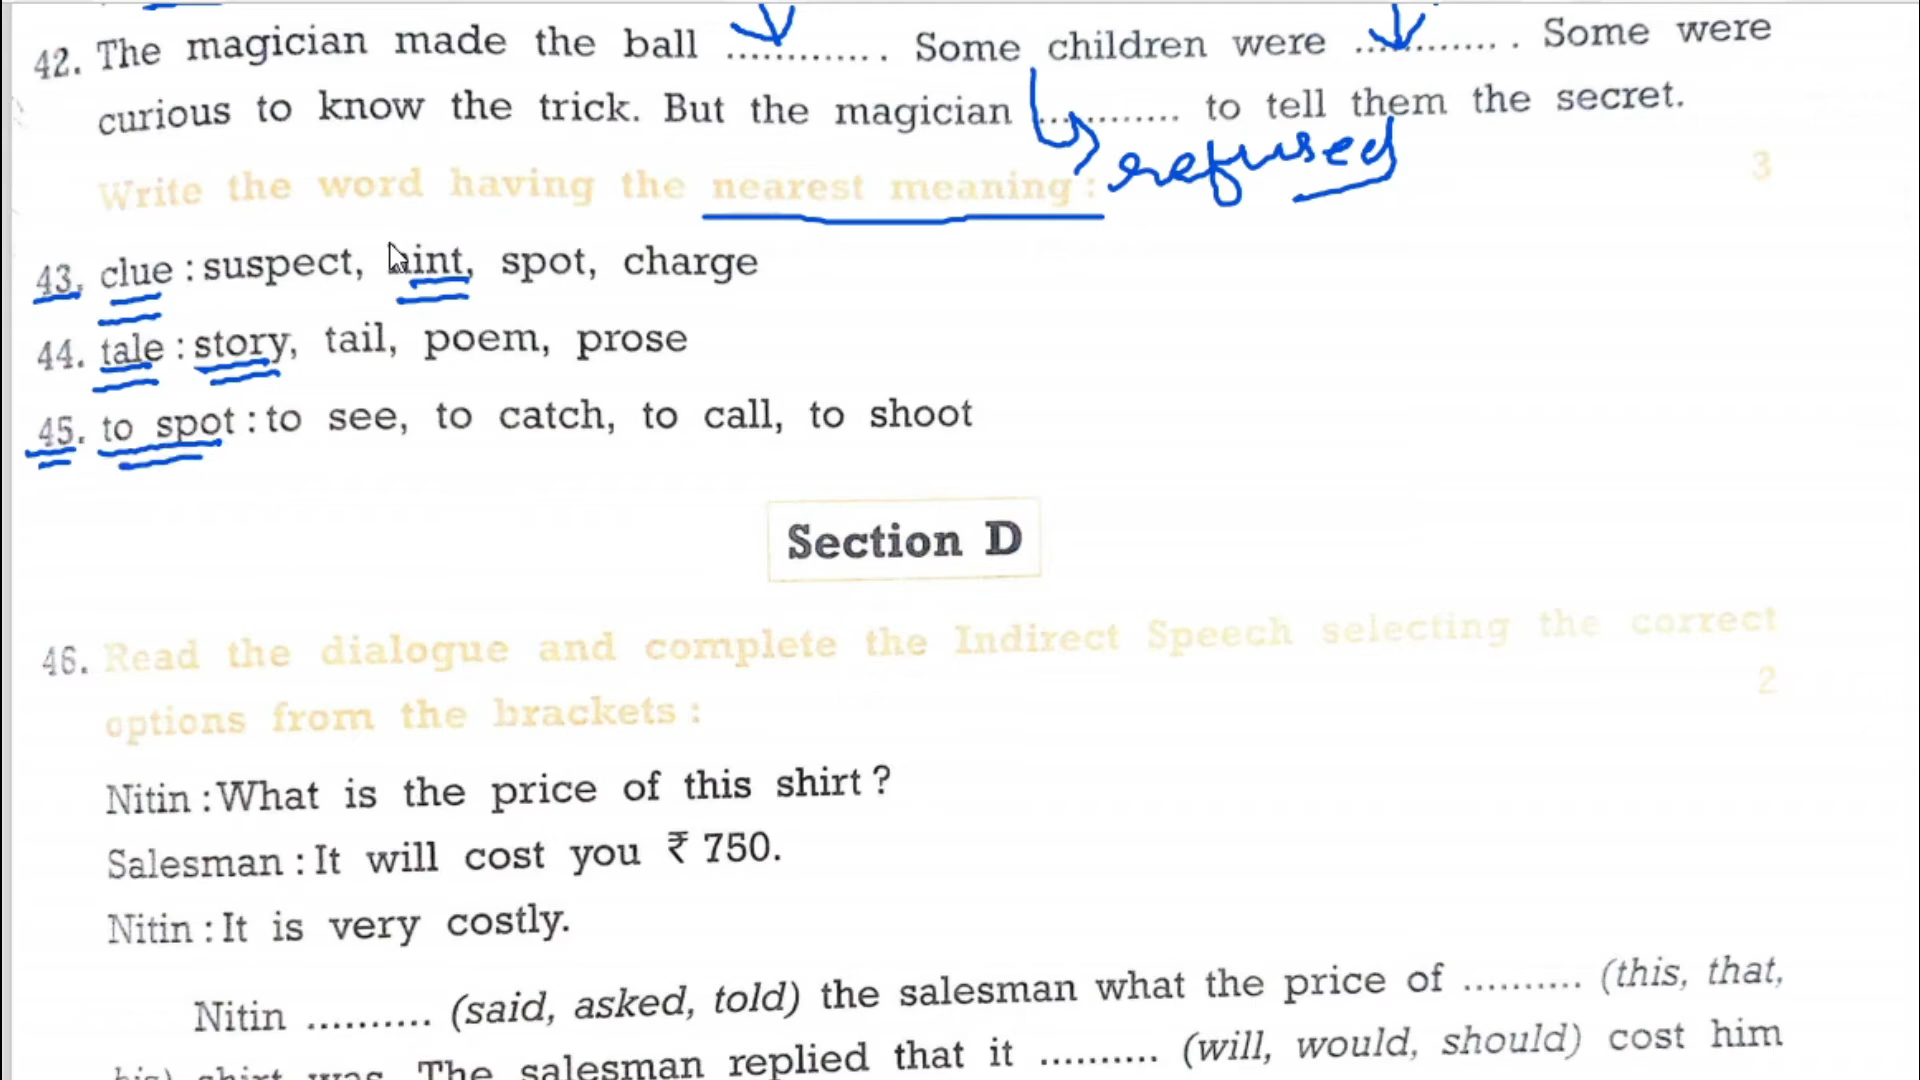 42. The magician made the ball .............. Some children were .............. Some were
curious to know the trick. But the magician ............ to tell them the secret.
refused
Write the word having the nearest meaning : 3
43. clue : suspect, hint, spot, charge
44. tale : story, tail, poem, prose
45. to spot : to see, to catch, to call, to shoot
Section D
46. Read the dialogue and complete the Indirect Speech selecting the correct
options from the brackets : 2
Nitin : What is the price of this shirt ?
Salesman : It will cost you ₹ 750.
Nitin : It is very costly.
Nitin .......... (said, asked, told) the salesman what the price of .......... (this, that,
his) shirt was. The salesman replied that it .......... (will, would, should) cost him